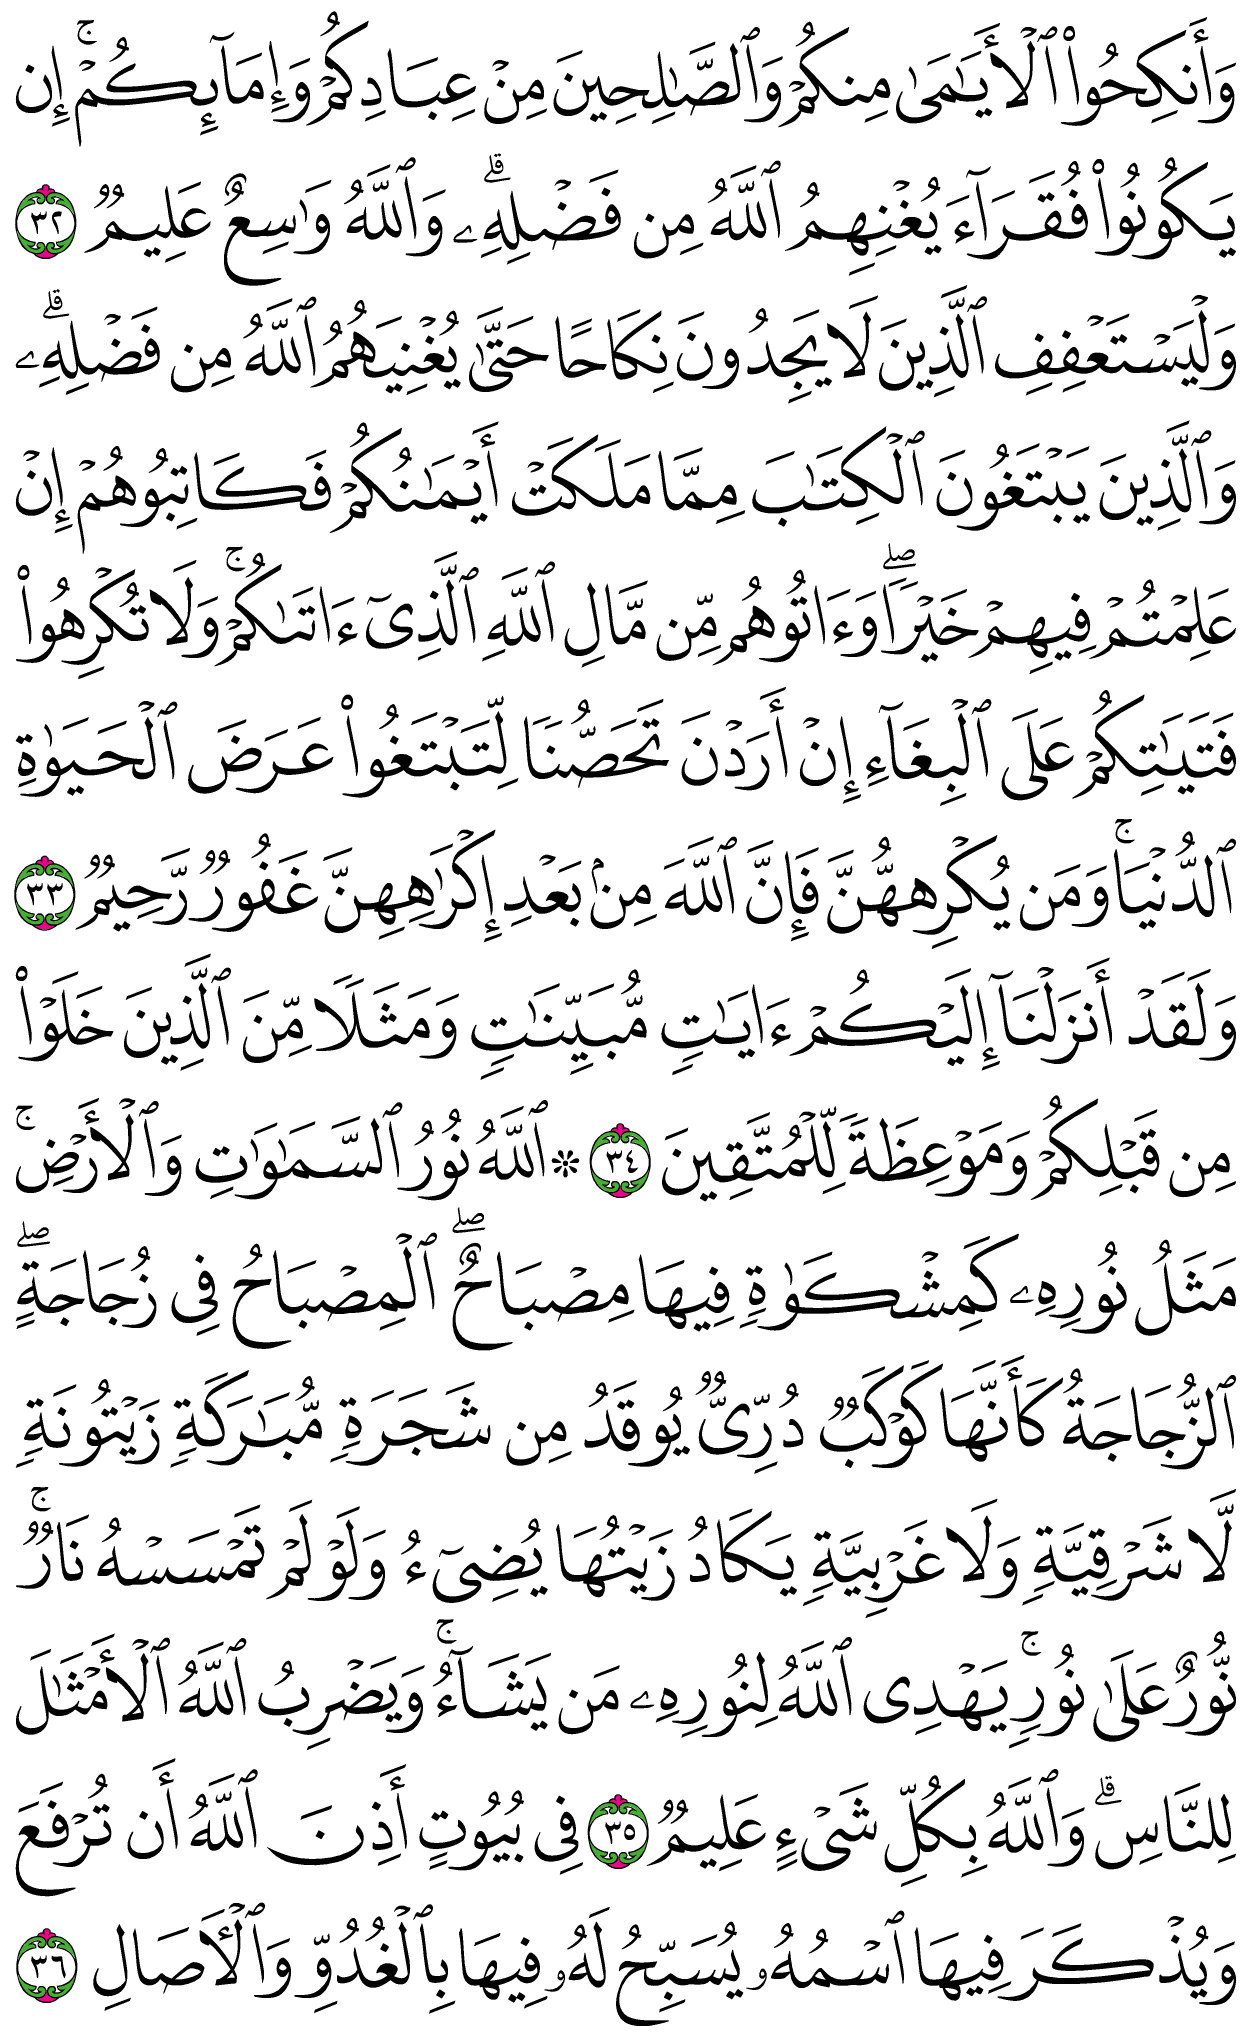 وَأَنكِحُوا۟ ٱلْأَيَـٰمَىٰ مِنكُمْ وَٱلصَّـٰلِحِينَ مِنْ عِبَادِكُمْ وَإِمَآئِكُمْ ۚ إِن
يَكُونُوا۟ فُقَرَآءَ يُغْنِهِمُ ٱللَّهُ مِن فَضْلِهِۦ ۗ وَٱللَّهُ وَٰسِعٌ عَلِيمٌ ٣٢
وَلْيَسْتَعْفِفِ ٱلَّذِينَ لَا يَجِدُونَ نِكَاحًا حَتَّىٰ يُغْنِيَهُمُ ٱللَّهُ مِن فَضْلِهِۦ ۗ
وَٱلَّذِينَ يَبْتَغُونَ ٱلْكِتَـٰبَ مِمَّا مَلَكَتْ أَيْمَـٰنُكُمْ فَكَاتِبُوهُمْ إِنْ
عَلِمْتُمْ فِيهِمْ خَيْرًا ۖ وَءَاتُوهُم مِّن مَّالِ ٱللَّهِ ٱلَّذِىٓ ءَاتَىٰكُمْ ۚ وَلَا تُكْرِهُوا۟
فَتَيَـٰتِكُمْ عَلَى ٱلْبِغَآءِ إِنْ أَرَدْنَ تَحَصُّنًا لِّتَبْتَغُوا۟ عَرَضَ ٱلْحَيَوٰةِ
ٱلدُّنْيَا ۚ وَمَن يُكْرِههُّنَّ فَإِنَّ ٱللَّهَ مِنۢ بَعْدِ إِكْرَٰهِهِنَّ غَفُورٌ رَّحِيمٌ ٣٣
وَلَقَدْ أَنزَلْنَآ إِلَيْكُمْ ءَايَـٰتٍ مُّبَيِّنَـٰتٍ وَمَثَلًا مِّنَ ٱلَّذِينَ خَلَوْا۟
مِن قَبْلِكُمْ وَمَوْعِظَةً لِّلْمُتَّقِينَ ٣٤ ۞ ٱللَّهُ نُورُ ٱلسَّمَـٰوَٰتِ وَٱلْأَرْضِ ۚ
مَثَلُ نُورِهِۦ كَمِشْكَوٰةٍ فِيهَا مِصْبَاحٌ ۖ ٱلْمِصْبَاحُ فِى زُجَاجَةٍ ۖ
ٱلزُّجَاجَةُ كَأَنَّهَا كَوْكَبٌ دُرِّىٌّ يُوقَدُ مِن شَجَرَةٍ مُّبَـٰرَكَةٍ زَيْتُونَةٍ
لَّا شَرْقِيَّةٍ وَلَا غَرْبِيَّةٍ يَكَادُ زَيْتُهَا يُضِىٓءُ وَلَوْ لَمْ تَمْسَسْهُ نَارٌ ۚ
نُّورٌ عَلَىٰ نُورٍ ۗ يَهْدِى ٱللَّهُ لِنُورِهِۦ مَن يَشَآءُ ۚ وَيَضْرِبُ ٱللَّهُ ٱلْأَمْثَـٰلَ
لِلنَّاسِ ۗ وَٱللَّهُ بِكُلِّ شَىْءٍ عَلِيمٌ ٣٥ فِى بُيُوتٍ أَذِنَ ٱللَّهُ أَن تُرْفَعَ
وَيُذْكَرَ فِيهَا ٱسْمُهُۥ يُسَبِّحُ لَهُۥ فِيهَا بِٱلْغُدُوِّ وَٱلْـَٔاصَالِ ٣٦